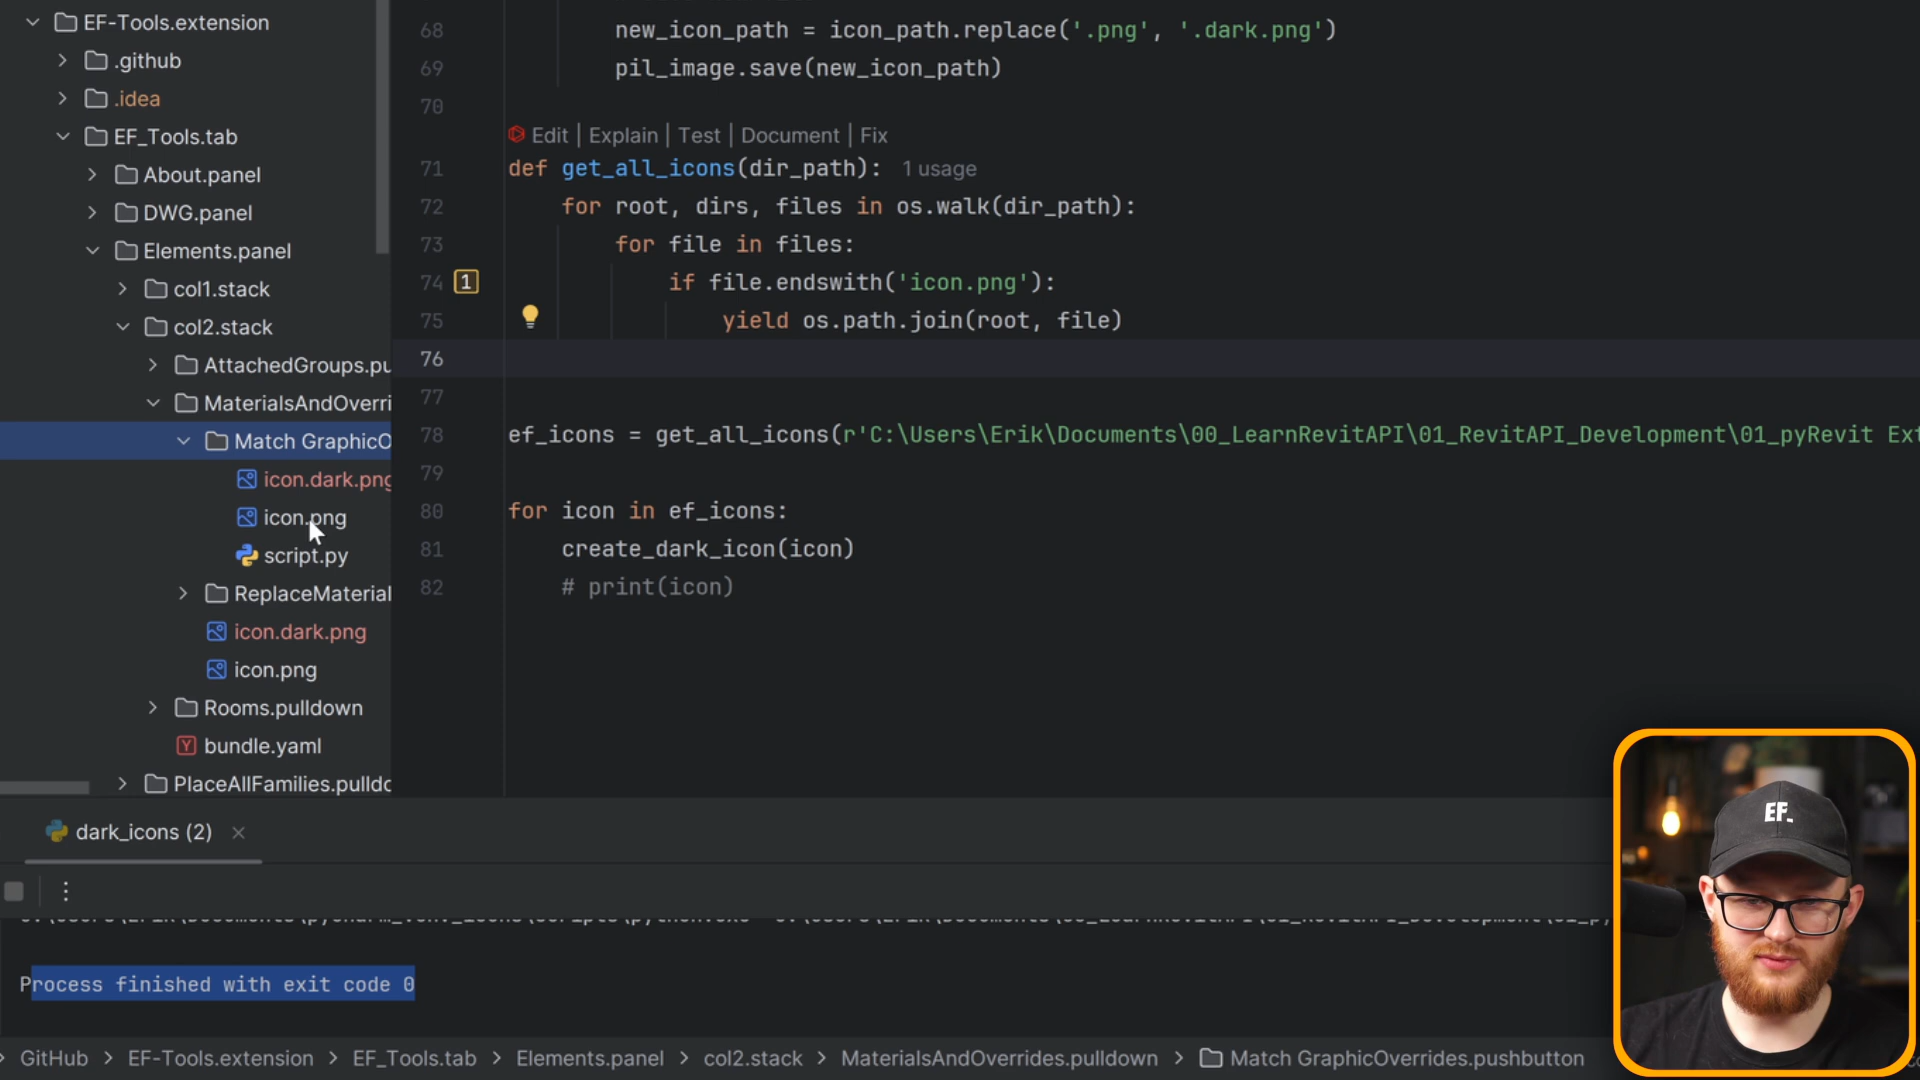 EF-Tools.extension
.github
.idea
EF_Tools.tab
About.panel
DWG.panel
Elements.panel
col1.stack
col2.stack
AttachedGroups.pu
MaterialsAndOverri
Match GraphicO
icon.dark.png
icon.png
script.py
ReplaceMaterial
icon.dark.png
icon.png
Rooms.pulldown
bundle.yaml
PlaceAllFamilies.pulldo
68 new_icon_path = icon_path.replace('.png', '.dark.png')
69 pil_image.save(new_icon_path)
70
Edit | Explain | Test | Document | Fix
71 def get_all_icons(dir_path): 1 usage
72 for root, dirs, files in os.walk(dir_path):
73 for file in files:
74 1 if file.endswith('icon.png'):
75 yield os.path.join(root, file)
76
77
78 ef_icons = get_all_icons(r'C:\Users\Erik\Documents\00_LearnRevitAPI\01_RevitAPI_Development\01_pyRevit Ext
79
80 for icon in ef_icons:
81 create_dark_icon(icon)
82 # print(icon)
dark_icons (2)
Process finished with exit code 0
GitHub > EF-Tools.extension > EF_Tools.tab > Elements.panel > col2.stack > MaterialsAndOverrides.pulldown > Match GraphicOverrides.pushbutton
EF.